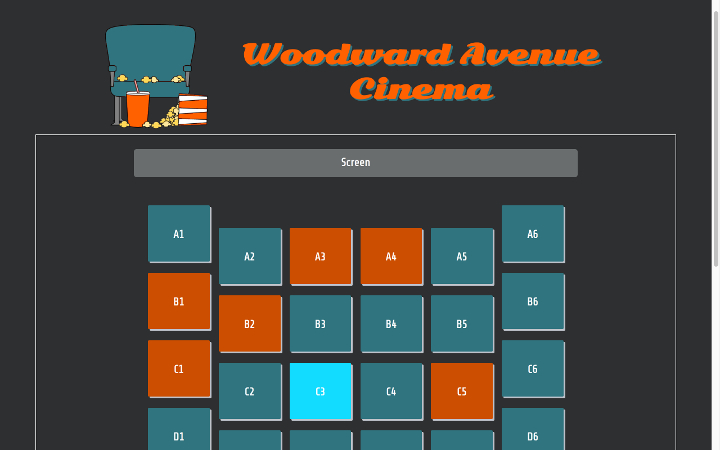 Woodward Avenue
Cinema
Screen
A1 A2 A3 A4 A5 A6
B1 B2 B3 B4 B5 B6
C1 C2 C3 C4 C5 C6
D1 D6